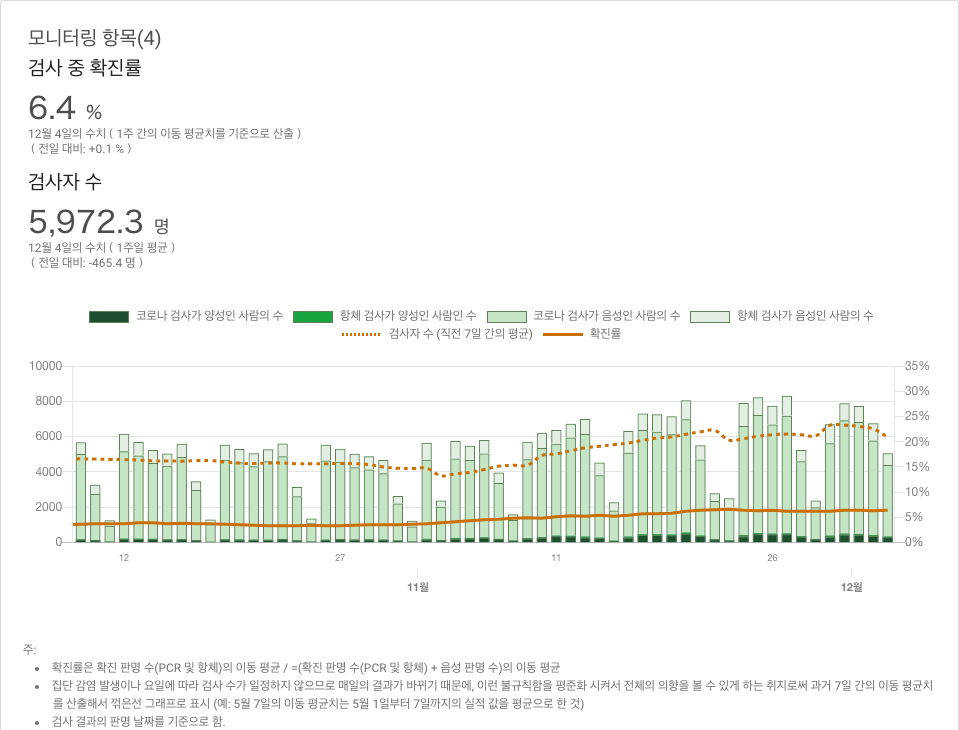 모니터링 항목(4)
검사 중 확진률
6.4 %
12월 4일의 수치 ( 1주 간의 이동 평균치를 기준으로 산출 )
( 전일 대비: +0.1 % )
검사자 수
5,972.3 명
12월 4일의 수치 ( 1주일 평균 )
( 전일 대비: -465.4 명 )
코로나 검사가 양성인 사람의 수 항체 검사가 양성인 사람인 수 코로나 검사가 음성인 사람의 수 항체 검사가 음성인 사람의 수
검사자 수 (직전 7일 간의 평균) 확진률
10000 35%
30%
8000
25%
6000 20%
4000 15%
10%
2000
5%
0 0%
12 27 11 26
11월 12월
주:
확진률은 확진 판명 수(PCR 및 항체)의 이동 평균 / =(확진 판명 수(PCR 및 항체) + 음성 판명 수)의 이동 평균
집단 감염 발생이나 요일에 따라 검사 수가 일정하지 않으므로 매일의 결과가 바뀌기 때문에, 이런 불규칙함을 평준화 시켜서 전체의 의향을 볼 수 있게 하는 취지로써 과거 7일 간의 이동 평균치
를 산출해서 꺾은선 그래프로 표시 (예: 5월 7일의 이동 평균치는 5월 1일부터 7일까지의 실적 값을 평균으로 한 것)
검사 결과의 판명 날짜를 기준으로 함.